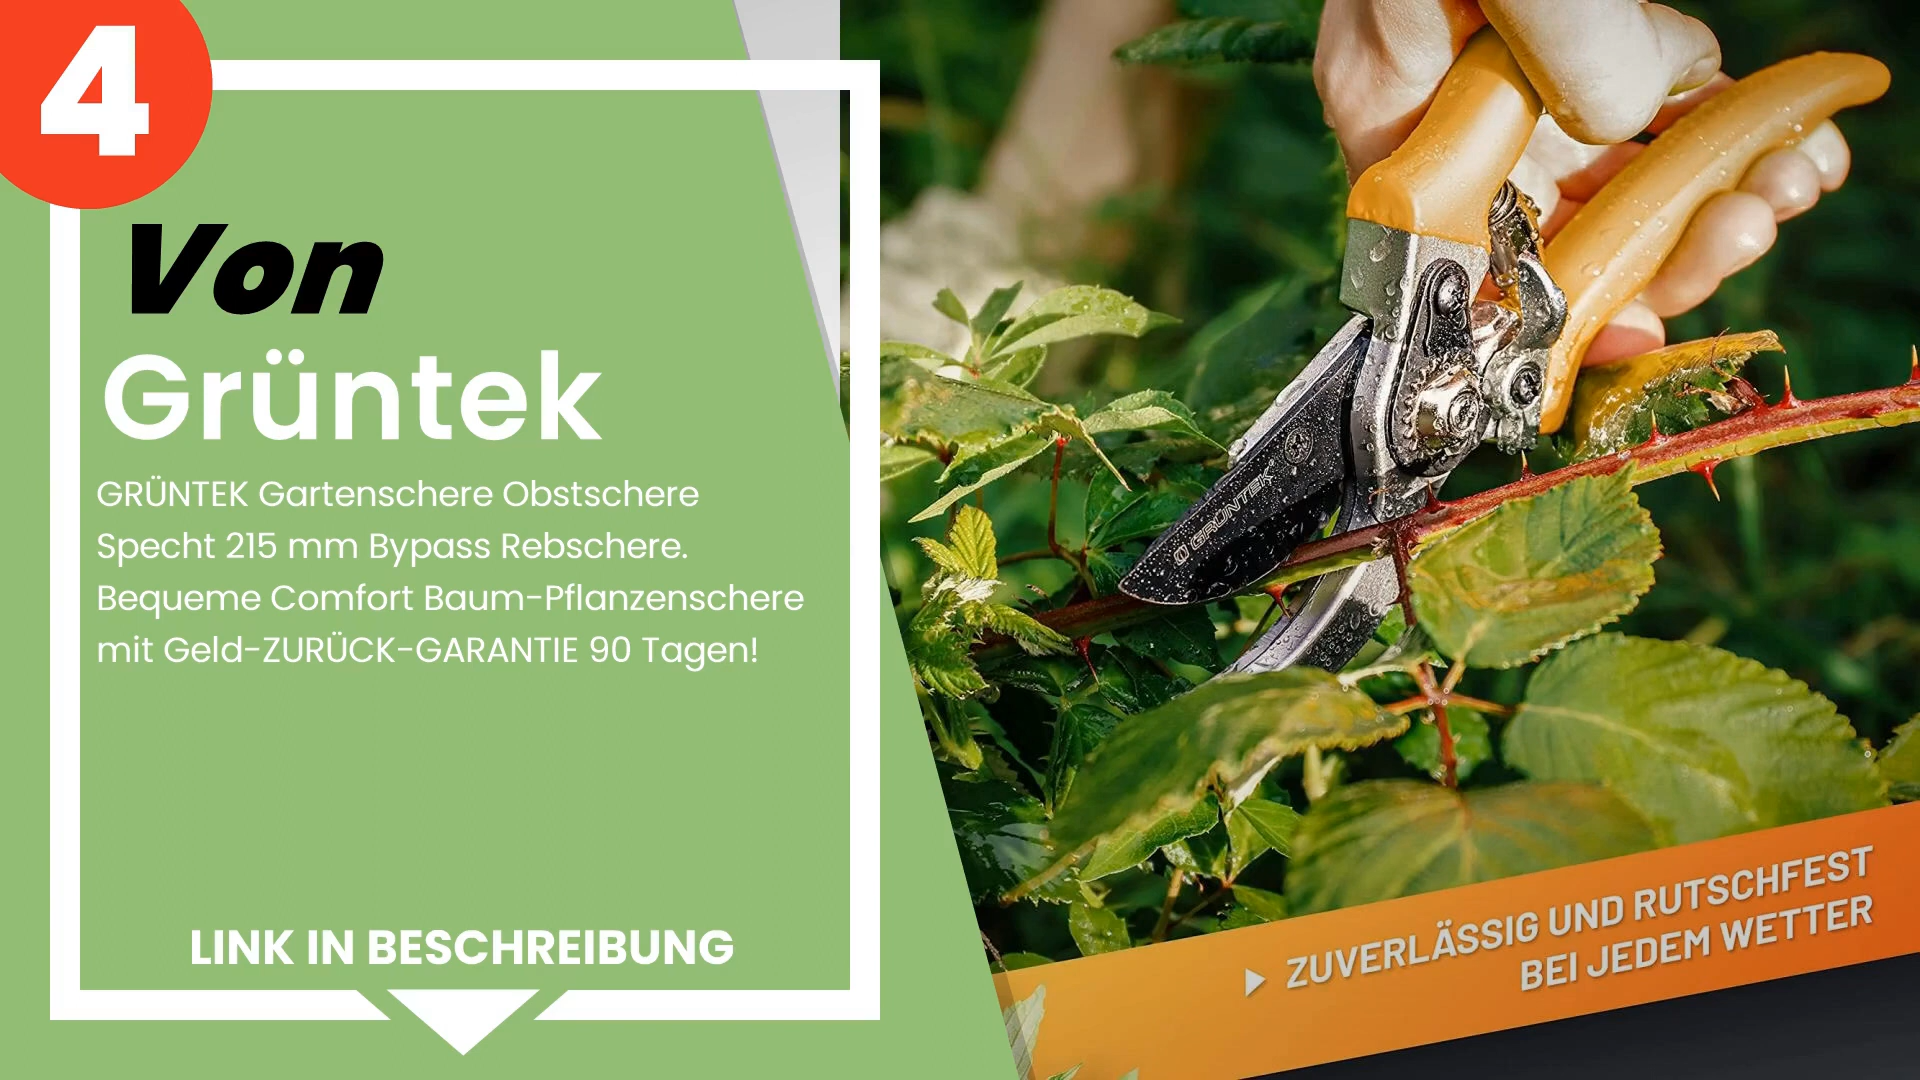 4
Von
Grüntek
GRÜNTEK Gartenschere Obstschere
Specht 215 mm Bypass Rebschere.
Bequeme Comfort Baum-Pflanzenschere
mit Geld-ZURÜCK-GARANTIE 90 Tagen!
LINK IN BESCHREIBUNG
GRÜNTEK
ZUVERLÄSSIG UND RUTSCHFEST
BEI JEDEM WETTER